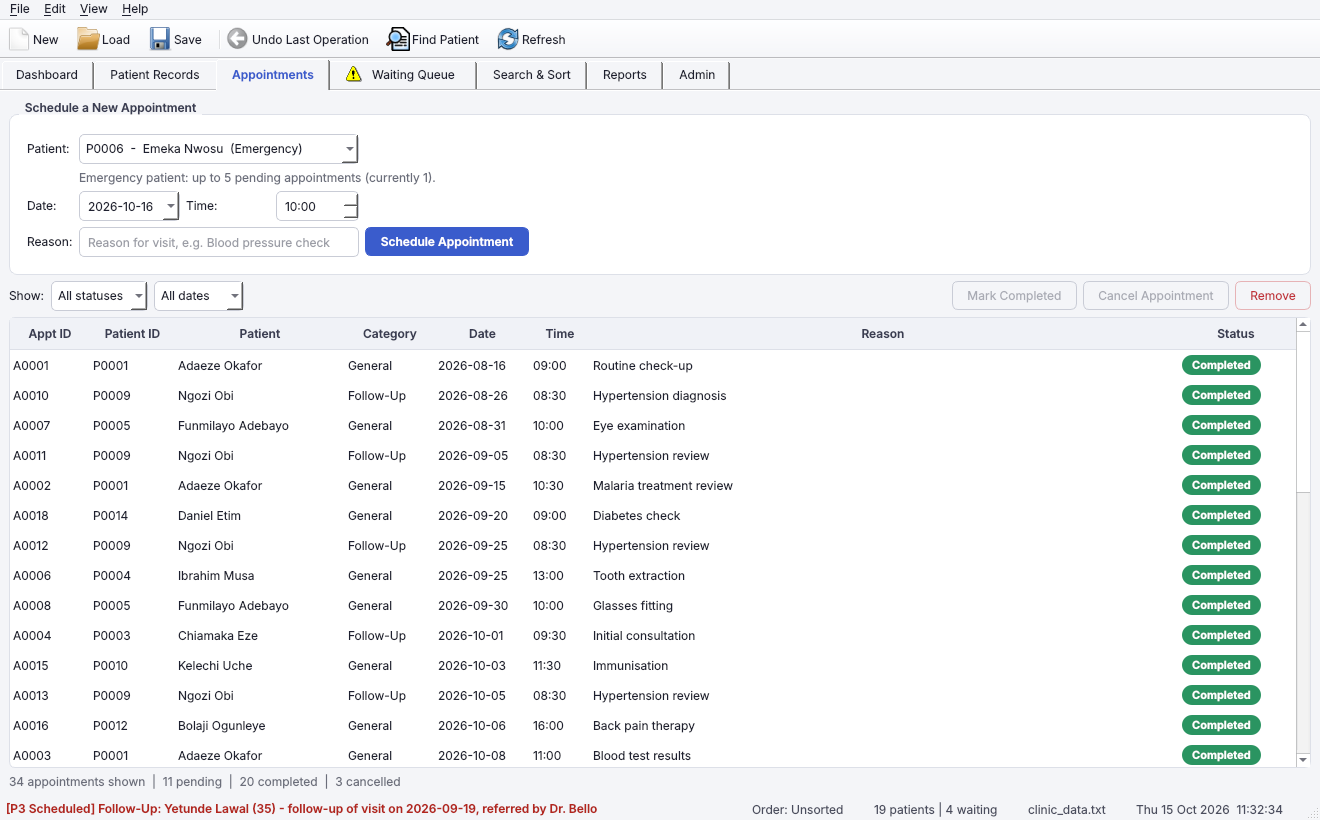 File Edit View Help
New Load Save Undo Last Operation Find Patient Refresh
Dashboard Patient Records Appointments Waiting Queue Search & Sort Reports Admin
Schedule a New Appointment
Patient: P0006 - Emeka Nwosu (Emergency)
Emergency patient: up to 5 pending appointments (currently 1).
Date: 2026-10-16 Time: 10:00
Reason: Reason for visit, e.g. Blood pressure check Schedule Appointment
Show: All statuses All dates Mark Completed Cancel Appointment Remove
Appt ID Patient ID Patient Category Date Time Reason Status
A0001 P0001 Adaeze Okafor General 2026-08-16 09:00 Routine check-up Completed
A0010 P0009 Ngozi Obi Follow-Up 2026-08-26 08:30 Hypertension diagnosis Completed
A0007 P0005 Funmilayo Adebayo General 2026-08-31 10:00 Eye examination Completed
A0011 P0009 Ngozi Obi Follow-Up 2026-09-05 08:30 Hypertension review Completed
A0002 P0001 Adaeze Okafor General 2026-09-15 10:30 Malaria treatment review Completed
A0018 P0014 Daniel Etim General 2026-09-20 09:00 Diabetes check Completed
A0012 P0009 Ngozi Obi Follow-Up 2026-09-25 08:30 Hypertension review Completed
A0006 P0004 Ibrahim Musa General 2026-09-25 13:00 Tooth extraction Completed
A0008 P0005 Funmilayo Adebayo General 2026-09-30 10:00 Glasses fitting Completed
A0004 P0003 Chiamaka Eze Follow-Up 2026-10-01 09:30 Initial consultation Completed
A0015 P0010 Kelechi Uche General 2026-10-03 11:30 Immunisation Completed
A0013 P0009 Ngozi Obi Follow-Up 2026-10-05 08:30 Hypertension review Completed
A0016 P0012 Bolaji Ogunleye General 2026-10-06 16:00 Back pain therapy Completed
A0003 P0001 Adaeze Okafor General 2026-10-08 11:00 Blood test results Completed
34 appointments shown | 11 pending | 20 completed | 3 cancelled
[P3 Scheduled] Follow-Up: Yetunde Lawal (35) - follow-up of visit on 2026-09-19, referred by Dr. Bello Order: Unsorted 19 patients | 4 waiting clinic_data.txt Thu 15 Oct 2026 11:32:34